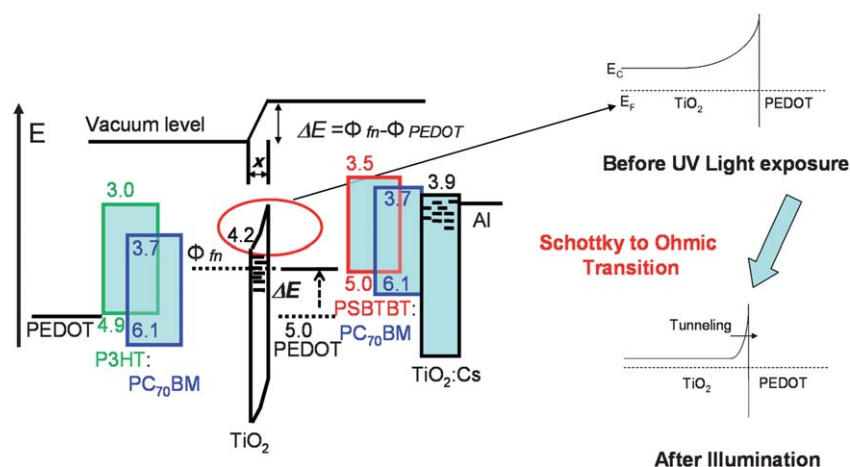 E
Vacuum level
x
ΔE =Φ fn-Φ PEDOT
3.0
3.7
4.9
6.1
PEDOT
P3HT:
PC70BM
4.2
Φ fn
ΔE
5.0
PEDOT
TiO2
3.5
3.7
5.0
6.1
PSBTBT:
PC70BM
3.9
Al
TiO2:Cs
EC
EF
TiO2
PEDOT
Before UV Light exposure
Schottky to Ohmic
Transition
Tunneling
TiO2
PEDOT
After Illumination